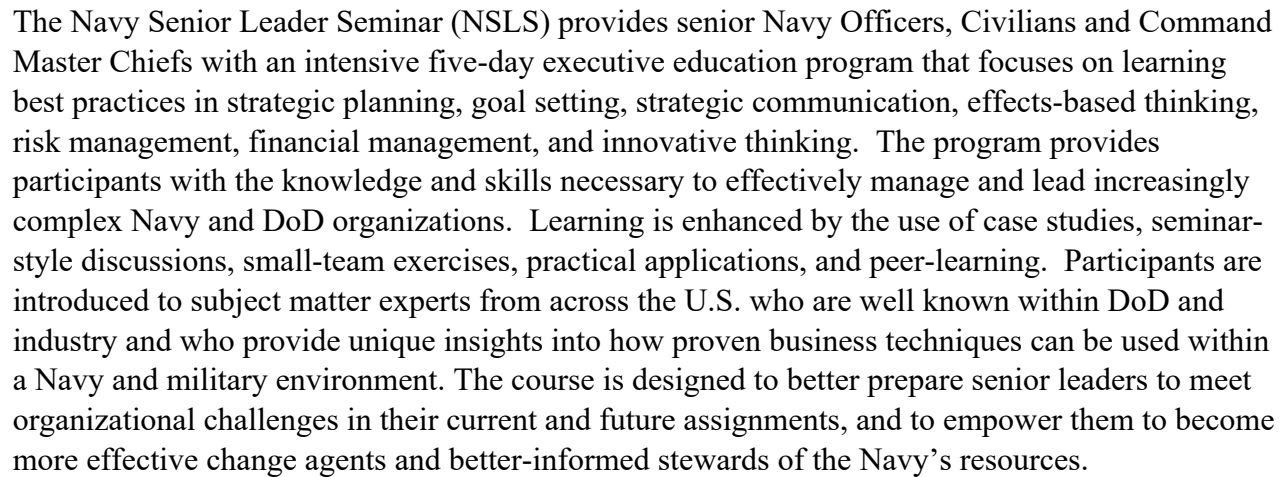 The Navy Senior Leader Seminar (NSLS) provides senior Navy Officers, Civilians and Command
Master Chiefs with an intensive five-day executive education program that focuses on learning
best practices in strategic planning, goal setting, strategic communication, effects-based thinking,
risk management, financial management, and innovative thinking.  The program provides
participants with the knowledge and skills necessary to effectively manage and lead increasingly
complex Navy and DoD organizations.  Learning is enhanced by the use of case studies, seminar-
style discussions, small-team exercises, practical applications, and peer-learning.  Participants are
introduced to subject matter experts from across the U.S. who are well known within DoD and
industry and who provide unique insights into how proven business techniques can be used within
a Navy and military environment. The course is designed to better prepare senior leaders to meet
organizational challenges in their current and future assignments, and to empower them to become
more effective change agents and better-informed stewards of the Navy’s resources.